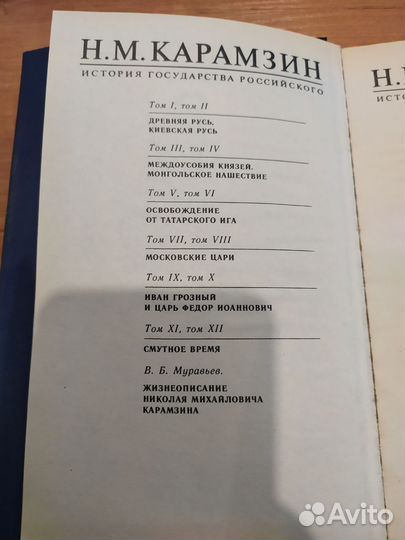 Н.М.КАРАМЗИН
ИСТОРИЯ ГОСУДАРСТВА РОССИЙСКОГО
Том I, том II
ДРЕВНЯЯ РУСЬ,
КИЕВСКАЯ РУСЬ
Том III, том IV
МЕЖДОУСОБИЯ КНЯЗЕЙ.
МОНГОЛЬСКОЕ НАШЕСТВИЕ
Том V, том VI
ОСВОБОЖДЕНИЕ
ОТ ТАТАРСКОГО ИГА
Том VII, том VIII
МОСКОВСКИЕ ЦАРИ
Том IX, том X
ИВАН ГРОЗНЫЙ
И ЦАРЬ ФЕДОР ИОАННОВИЧ
Том XI, том XII
СМУТНОЕ ВРЕМЯ
В. Б. Муравьев.
ЖИЗНЕОПИСАНИЕ
НИКОЛАЯ МИХАЙЛОВИЧА
КАРАМЗИНА
Н.
ИСТО
Avito